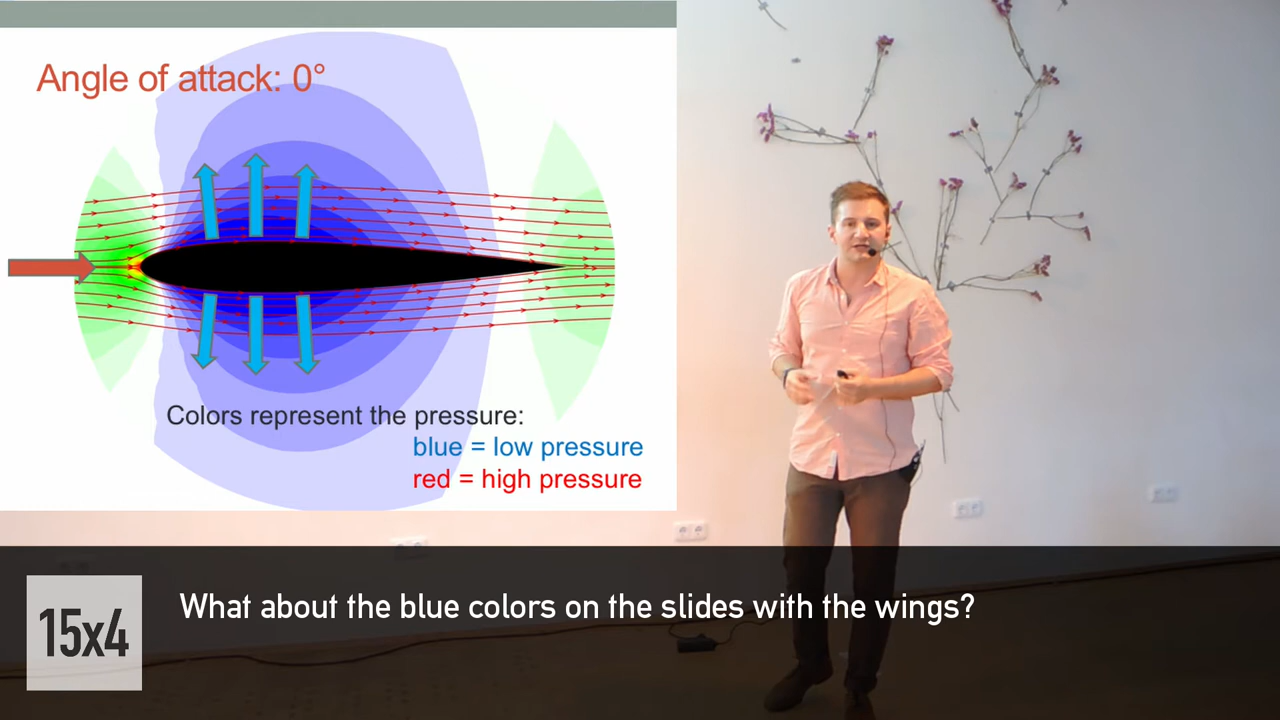 Angle of attack: 0°
Colors represent the pressure:
blue = low pressure
red = high pressure
15x4
What about the blue colors on the slides with the wings?